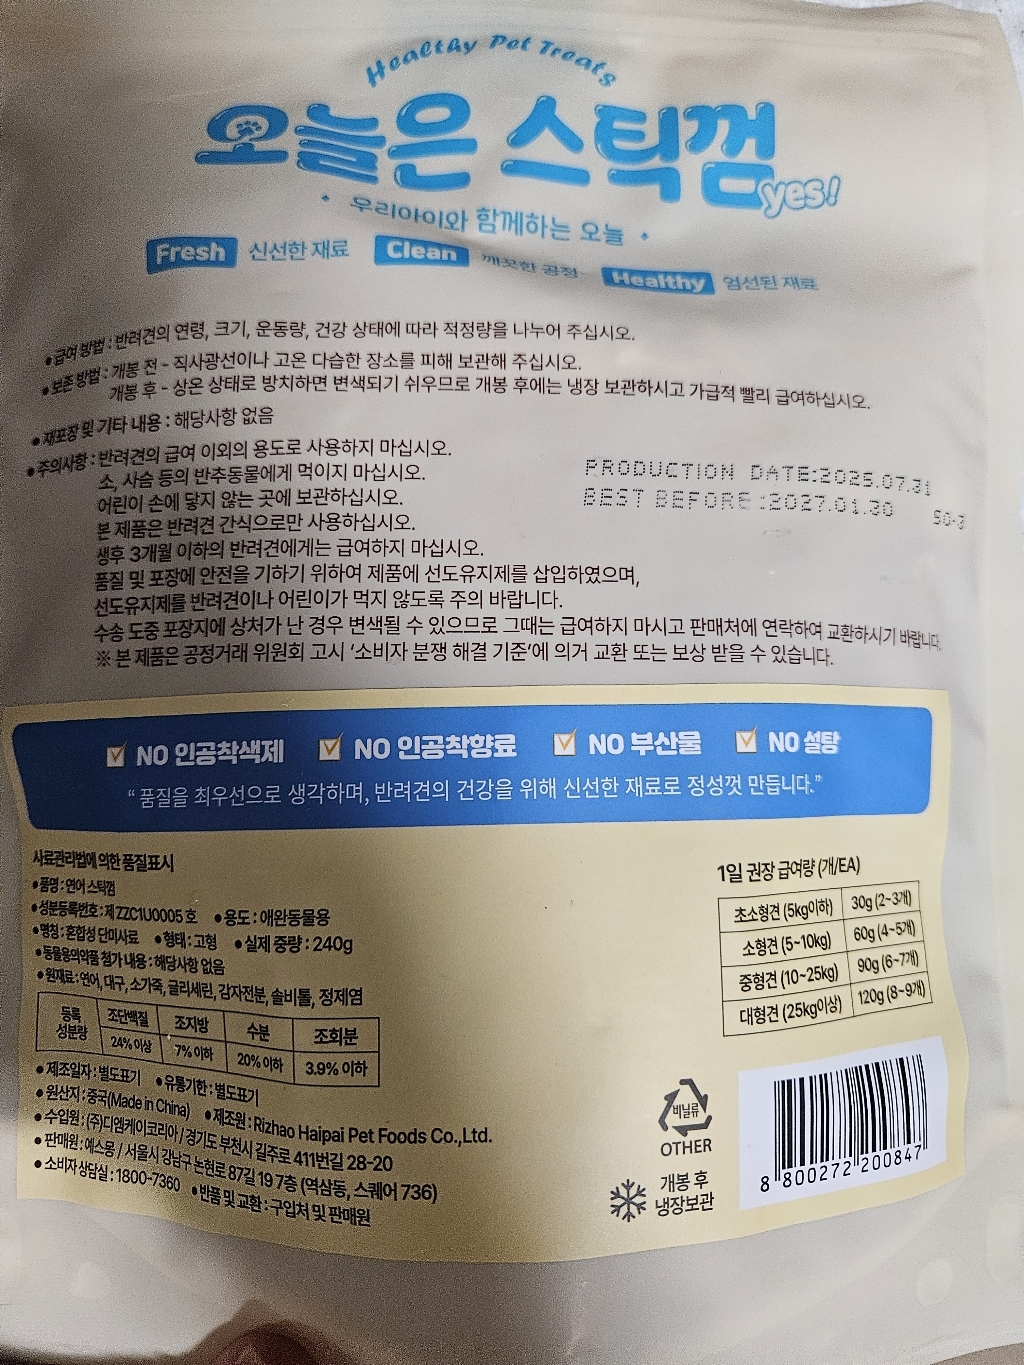 Healthy Pet Treats
오늘은 스틱껌
yes!
우리아이와 함께하는 오늘
Fresh 신선한 재료 Clean 깨끗한 공정 Healthy 엄선된 재료
•급여 방법 : 반려견의 연령, 크기, 운동량, 건강 상태에 따라 적정량을 나누어 주십시오.
•보존 방법 : 개봉 전 - 직사광선이나 고온 다습한 장소를 피해 보관해 주십시오.
개봉 후 - 상온 상태로 방치하면 변색되기 쉬우므로 개봉 후에는 냉장 보관하시고 가급적 빨리 급여하십시오.
•재포장 및 기타 내용 : 해당사항 없음
•주의사항 : 반려견의 급여 이외의 용도로 사용하지 마십시오.
소, 사슴 등의 반추동물에게 먹이지 마십시오.
어린이 손에 닿지 않는 곳에 보관하십시오.
본 제품은 반려견 간식으로만 사용하십시오.
생후 3개월 이하의 반려견에게는 급여하지 마십시오.
품질 및 포장에 안전을 기하기 위하여 제품에 선도유지제를 삽입하였으며,
선도유지제를 반려견이나 어린이가 먹지 않도록 주의 바랍니다.
수송 도중 포장지에 상처가 난 경우 변색될 수 있으므로 그때는 급여하지 마시고 판매처에 연락하여 교환하시기 바랍니다.
※ 본 제품은 공정거래 위원회 고시 '소비자 분쟁 해결 기준'에 의거 교환 또는 보상 받을 수 있습니다.
PRODUCTION DATE:2025.07.31
BEST BEFORE :2027.01.30
NO 인공착색제 NO 인공착향료 NO 부산물 NO 설탕
“ 품질을 최우선으로 생각하며, 반려견의 건강을 위해 신선한 재료로 정성껏 만듭니다.”
사료관리법에 의한 품질표시
•품명 : 연어 스틱껌
•성분등록번호 : 제 ZZC1U0005 호 •용도 : 애완동물용
•명칭 : 혼합성 단미사료 •형태 : 고형 •실제 중량 : 240g
•동물용의약품 첨가 내용 : 해당사항 없음
•원재료 : 연어, 대구, 소가죽, 글리세린, 감자전분, 솔비톨, 정제염
등록 성분량 조단백질 조지방 수분 조회분
24% 이상 7% 이하 20% 이하 3.9% 이하
•제조일자 : 별도표기 •유통기한 : 별도표기
•원산지 : 중국(Made in China) •제조원 : Rizhao Haipai Pet Foods Co.,Ltd.
•수입원 : (주)디엠케이코리아 / 경기도 부천시 길주로 411번길 28-20
•판매원 : 예스몽 / 서울시 강남구 논현로 87길 19 7층 (역삼동, 스퀘어 736)
•소비자 상담실 : 1800-7360 •반품 및 교환 : 구입처 및 판매원
1일 권장 급여량 (개/EA)
초소형견 (5kg이하) 30g (2~3개)
소형견 (5~10kg) 60g (4~5개)
중형견 (10~25kg) 90g (6~7개)
대형견 (25kg이상) 120g (8~9개)
비닐류
OTHER
개봉 후
냉장보관
8 800272 200847